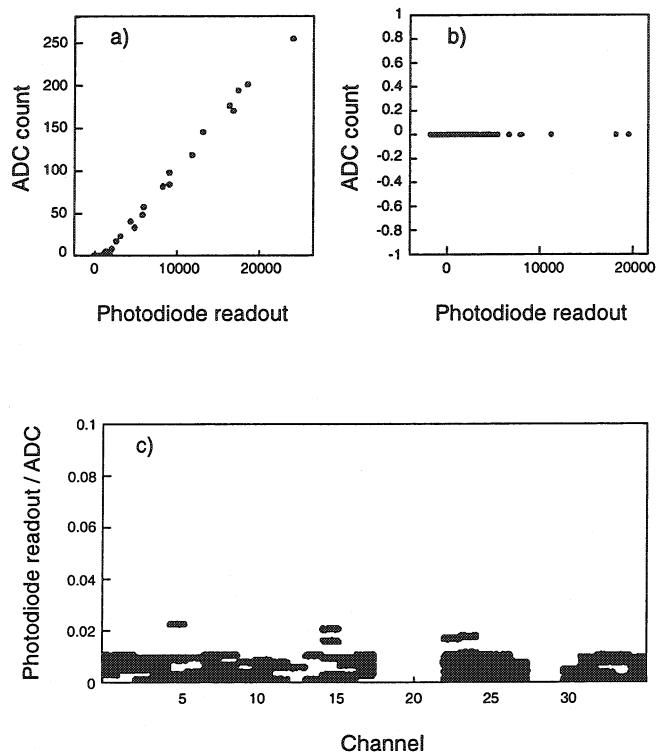 a)
ADC count
250
200
150
100
50
0
0 10000 20000
Photodiode readout
b)
ADC count
1
0.8
0.6
0.4
0.2
0
-0.2
-0.4
-0.6
-0.8
-1
0 10000 20000
Photodiode readout
c)
Photodiode readout / ADC
0.1
0.08
0.06
0.04
0.02
0
5 10 15 20 25 30
Channel